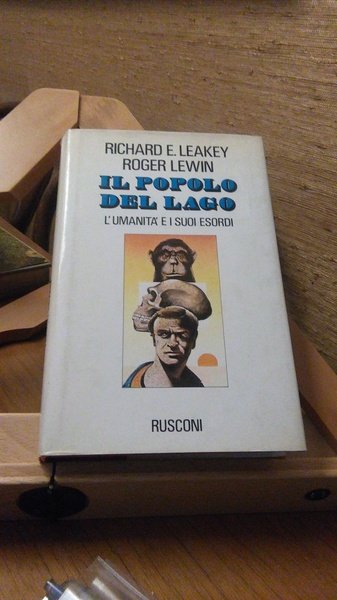 RICHARD E. LEAKEY
ROGER LEWIN
IL POPOLO
DEL LAGO
L'UMANITA' E I SUOI ESORDI
RUSCONI